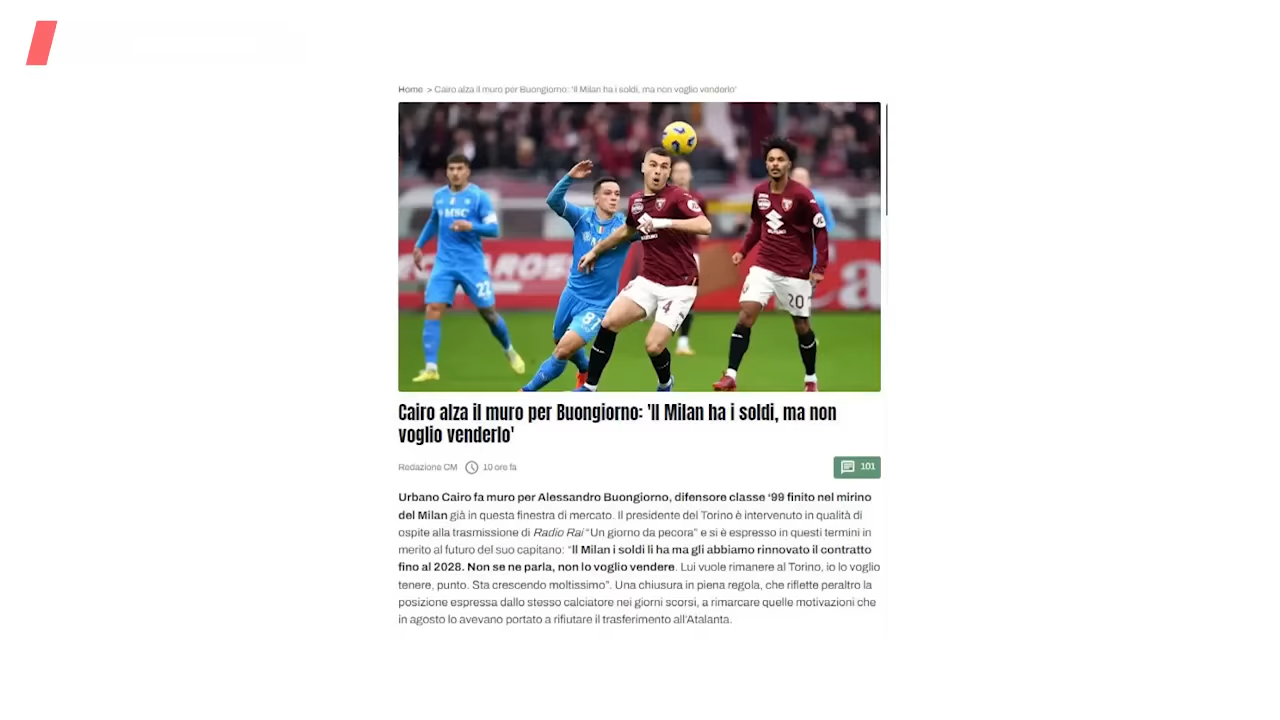 Home > Cairo alza il muro per Buongiorno: 'Il Milan ha i soldi, ma non voglio venderlo'
MSC
22
81
4
SUZUKI
20
Cairo alza il muro per Buongiorno: 'Il Milan ha i soldi, ma non
voglio venderlo'
Redazione CM 10 ore fa
101
Urbano Cairo fa muro per Alessandro Buongiorno, difensore classe ‘99 finito nel mirino
del Milan già in questa finestra di mercato. Il presidente del Torino è intervenuto in qualità di
ospite alla trasmissione di Radio Rai “Un giorno da pecora” e si è espresso in questi termini in
merito al futuro del suo capitano: “Il Milan i soldi li ha ma gli abbiamo rinnovato il contratto
fino al 2028. Non se ne parla, non lo voglio vendere. Lui vuole rimanere al Torino, io lo voglio
tenere, punto. Sta crescendo moltissimo”. Una chiusura in piena regola, che riflette peraltro la
posizione espressa dallo stesso calciatore nei giorni scorsi, a rimarcare quelle motivazioni che
in agosto lo avevano portato a rifiutare il trasferimento all’Atalanta.